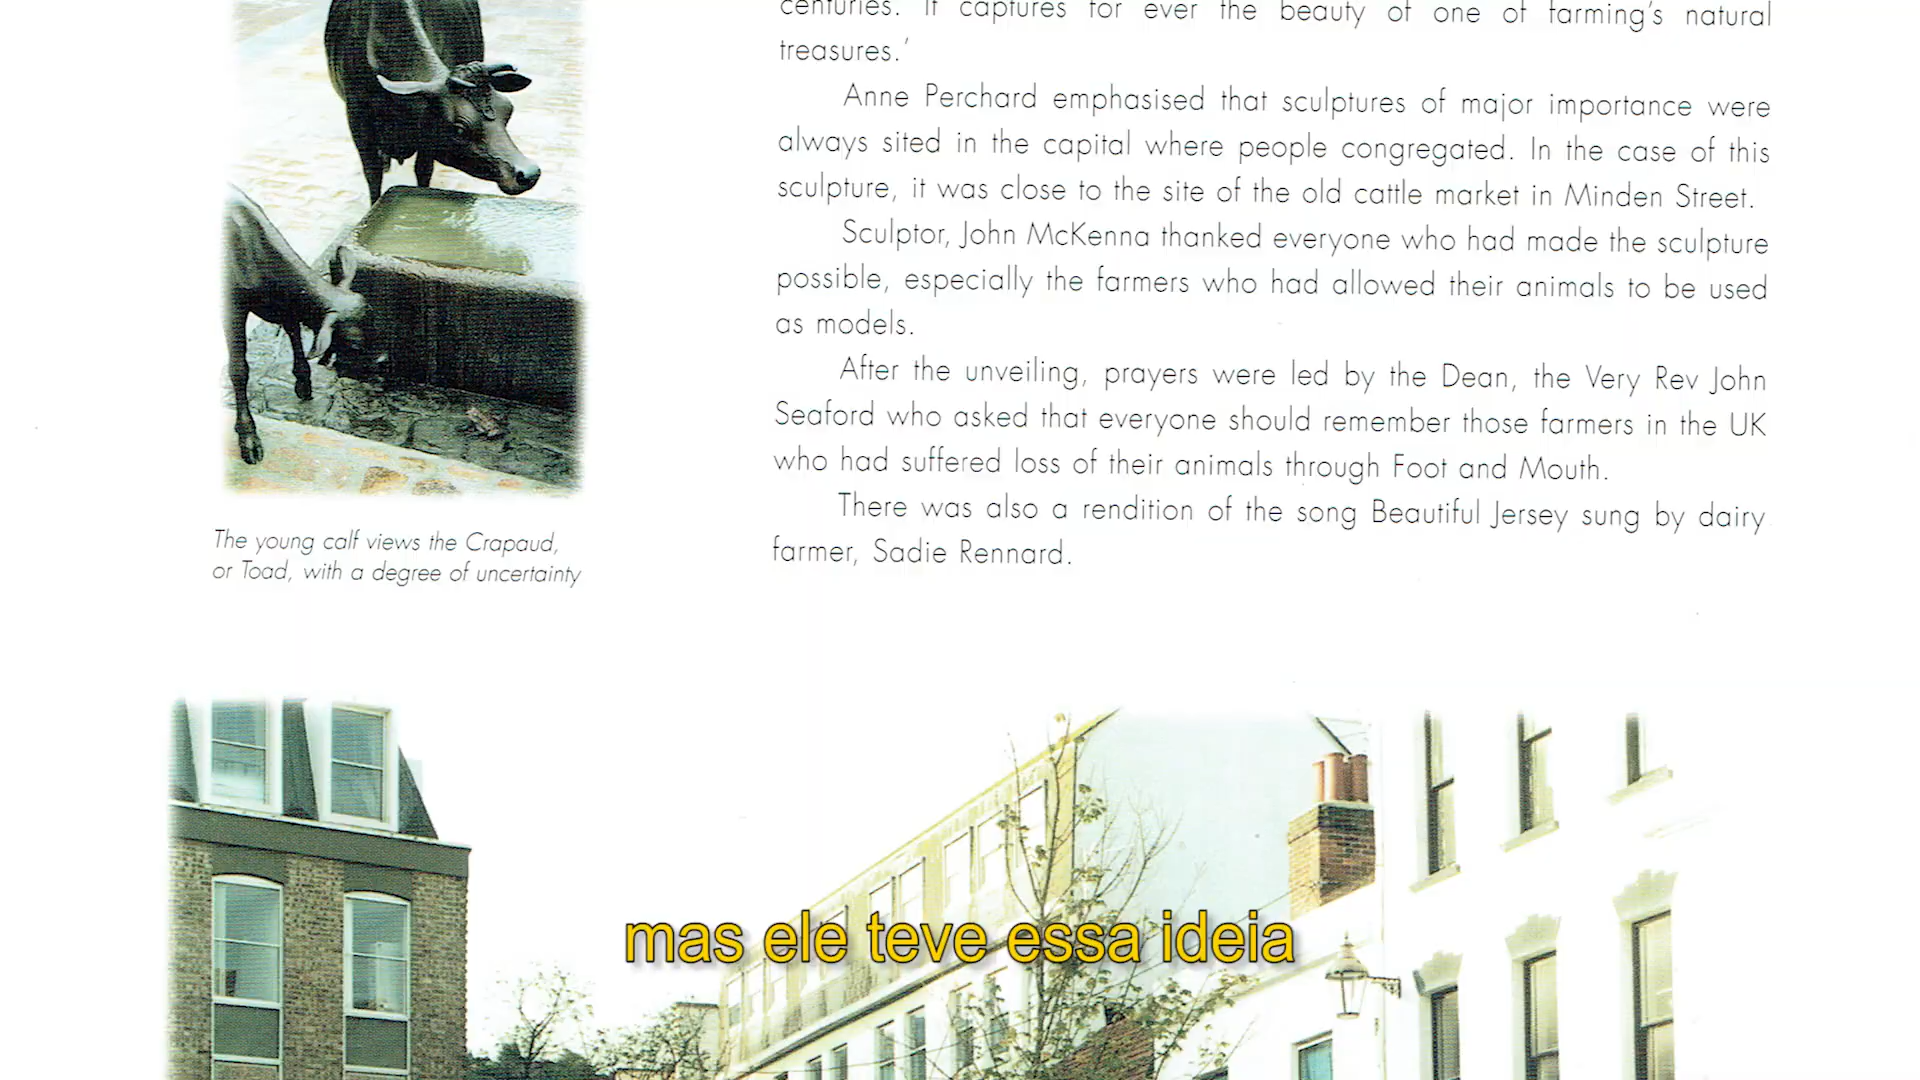 centuries. It captures for ever the beauty of one of farming's natural
treasures.'
Anne Perchard emphasised that sculptures of major importance were
always sited in the capital where people congregated. In the case of this
sculpture, it was close to the site of the old cattle market in Minden Street.
Sculptor, John McKenna thanked everyone who had made the sculpture
possible, especially the farmers who had allowed their animals to be used
as models.
After the unveiling, prayers were led by the Dean, the Very Rev John
Seaford who asked that everyone should remember those farmers in the UK
who had suffered loss of their animals through Foot and Mouth.
There was also a rendition of the song Beautiful Jersey sung by dairy
farmer, Sadie Rennard.
The young calf views the Crapaud,
or Toad, with a degree of uncertainty
mas ele teve essa ideia